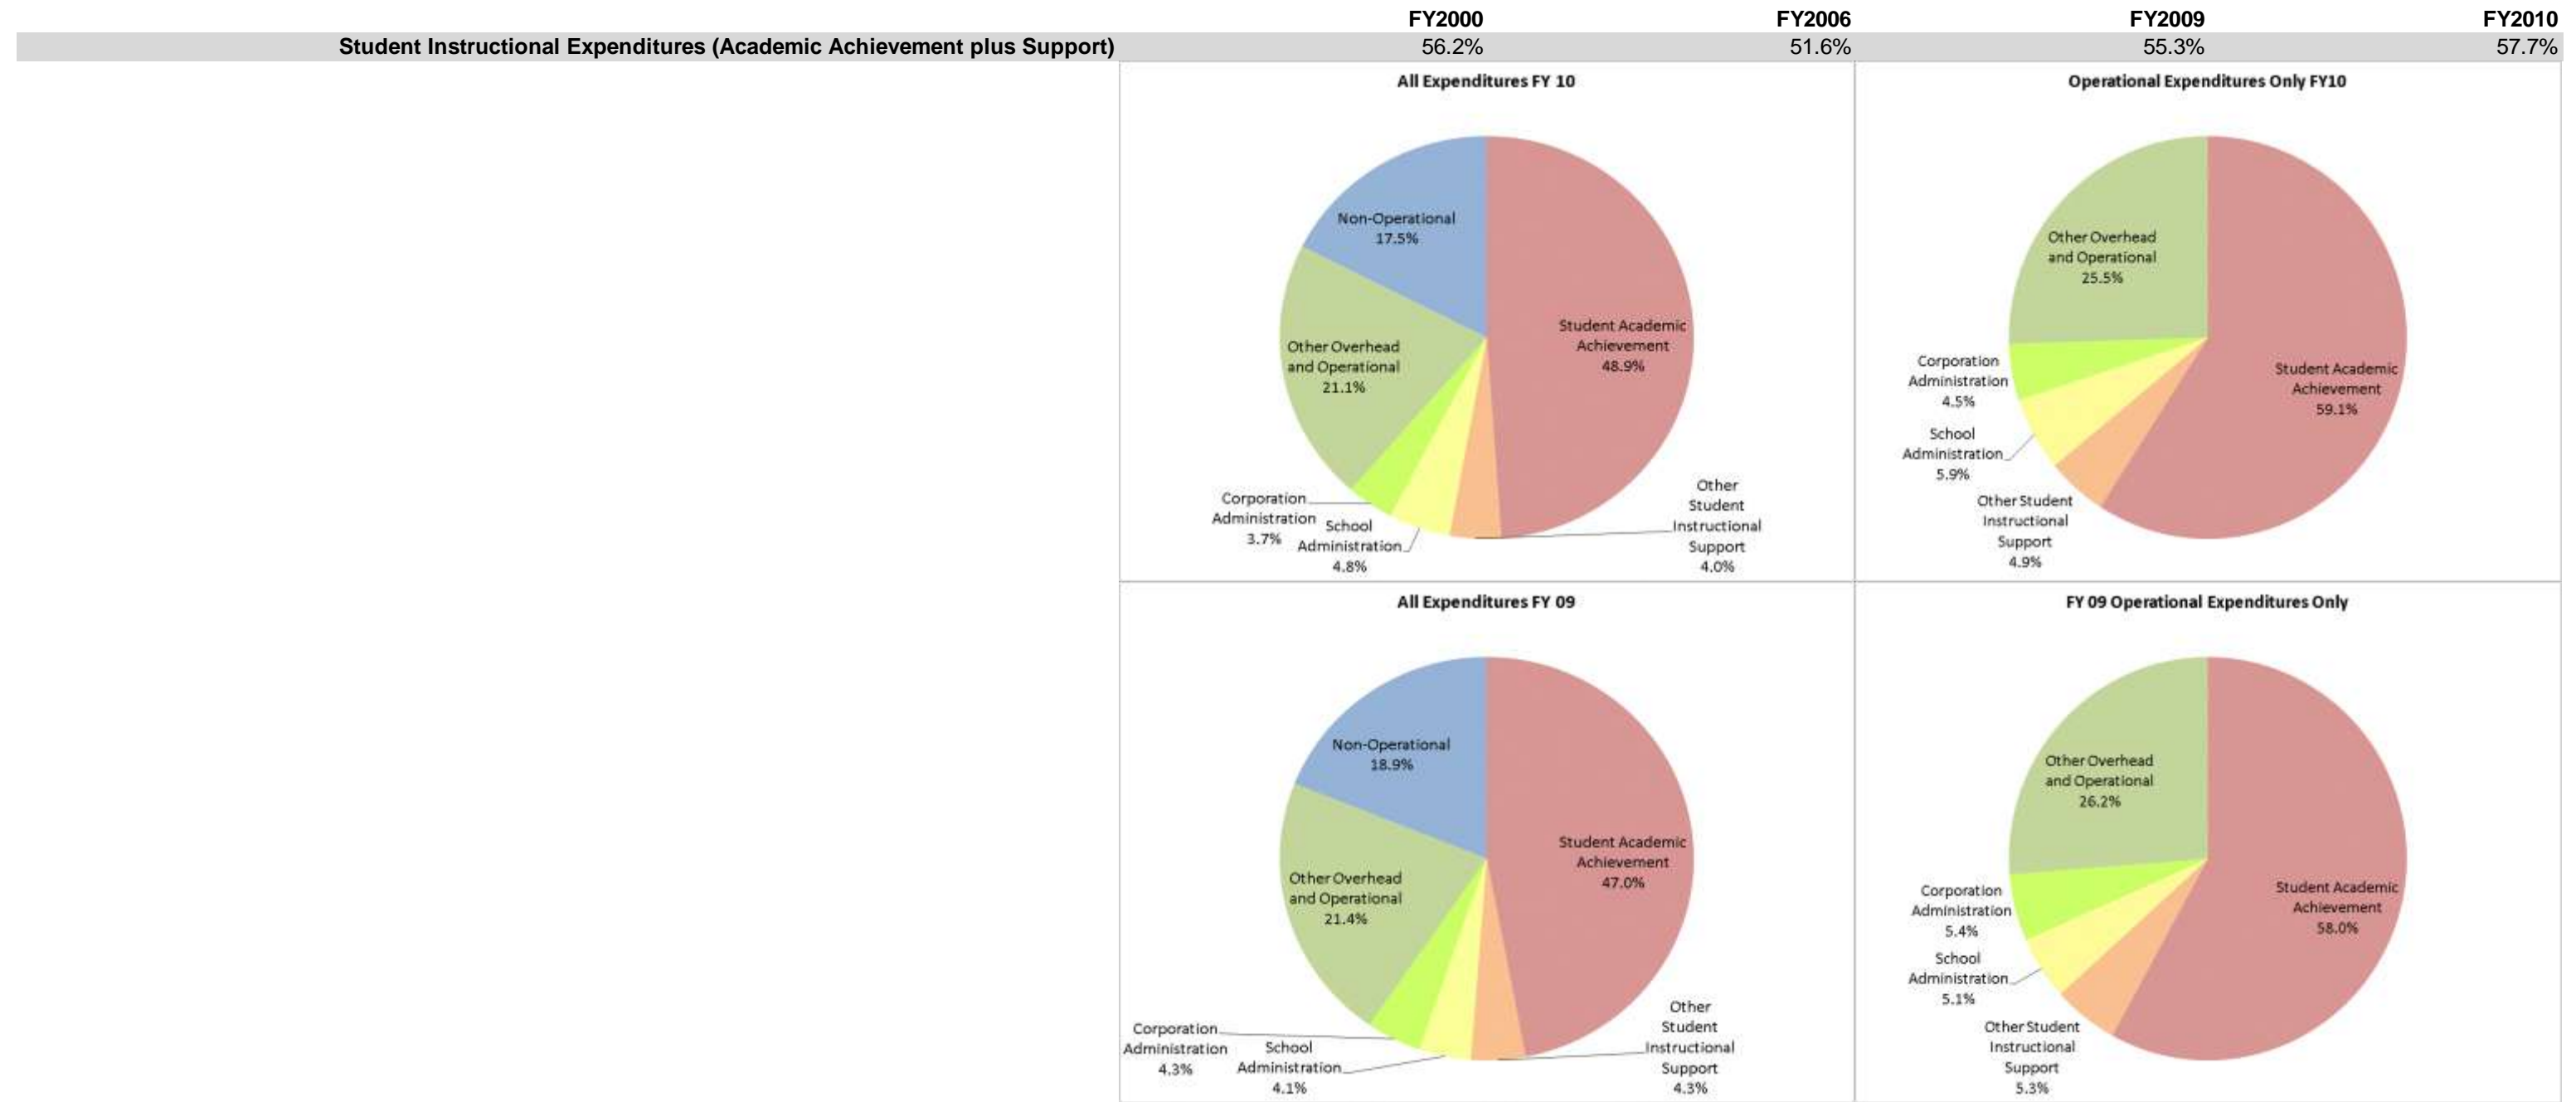 FY2000 FY2006 FY2009 FY2010
Student Instructional Expenditures (Academic Achievement plus Support) 56.2% 51.6% 55.3% 57.7%
All Expenditures FY 10
Non-Operational
17.5%
Student Academic
Achievement
48.9%
Other Overhead
and Operational
21.1%
Corporation
Administration
3.7%
School
Administration
4.8%
Other
Student
Instructional
Support
4.0%
Operational Expenditures Only FY10
Other Overhead
and Operational
25.5%
Student Academic
Achievement
59.1%
Corporation
Administration
4.5%
School
Administration
5.9%
Other Student
Instructional
Support
4.9%
All Expenditures FY 09
Non-Operational
18.9%
Student Academic
Achievement
47.0%
Other Overhead
and Operational
21.4%
Corporation
Administration
4.3%
School
Administration
4.1%
Other
Student
Instructional
Support
4.3%
FY 09 Operational Expenditures Only
Other Overhead
and Operational
26.2%
Student Academic
Achievement
58.0%
Corporation
Administration
5.4%
School
Administration
5.1%
Other Student
Instructional
Support
5.3%